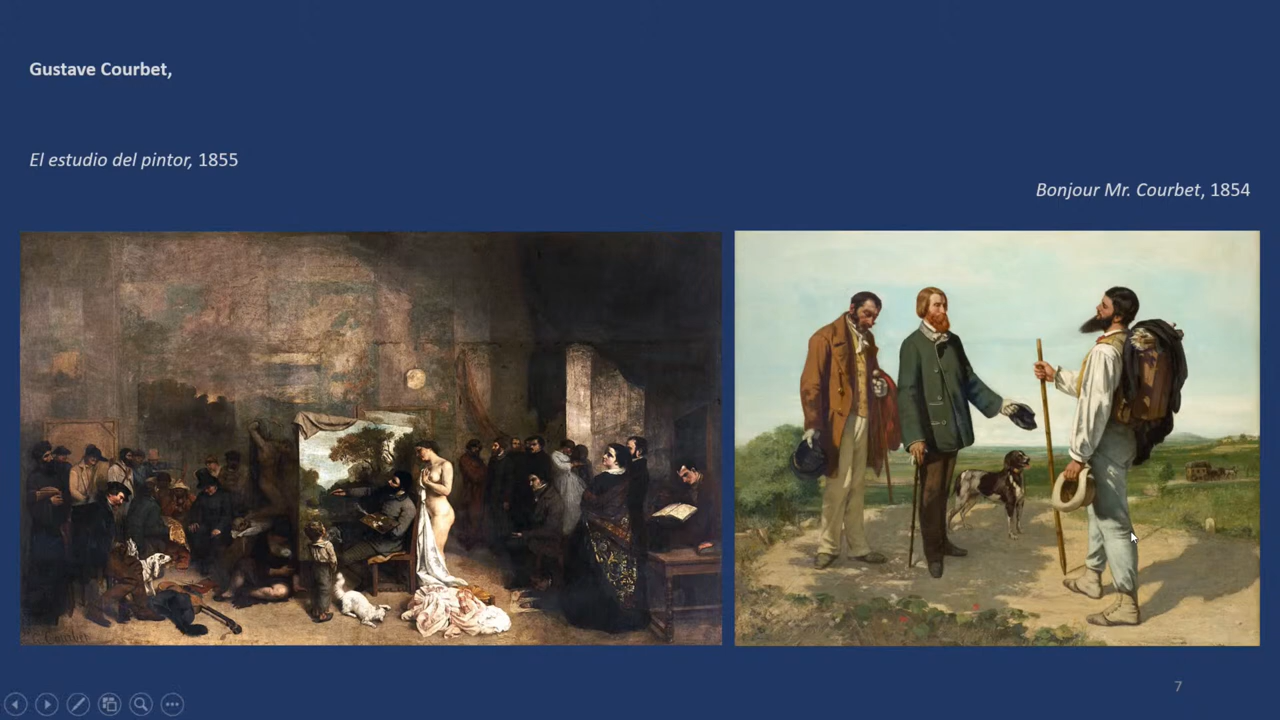 Gustave Courbet,
El estudio del pintor, 1855
Bonjour Mr. Courbet, 1854
7